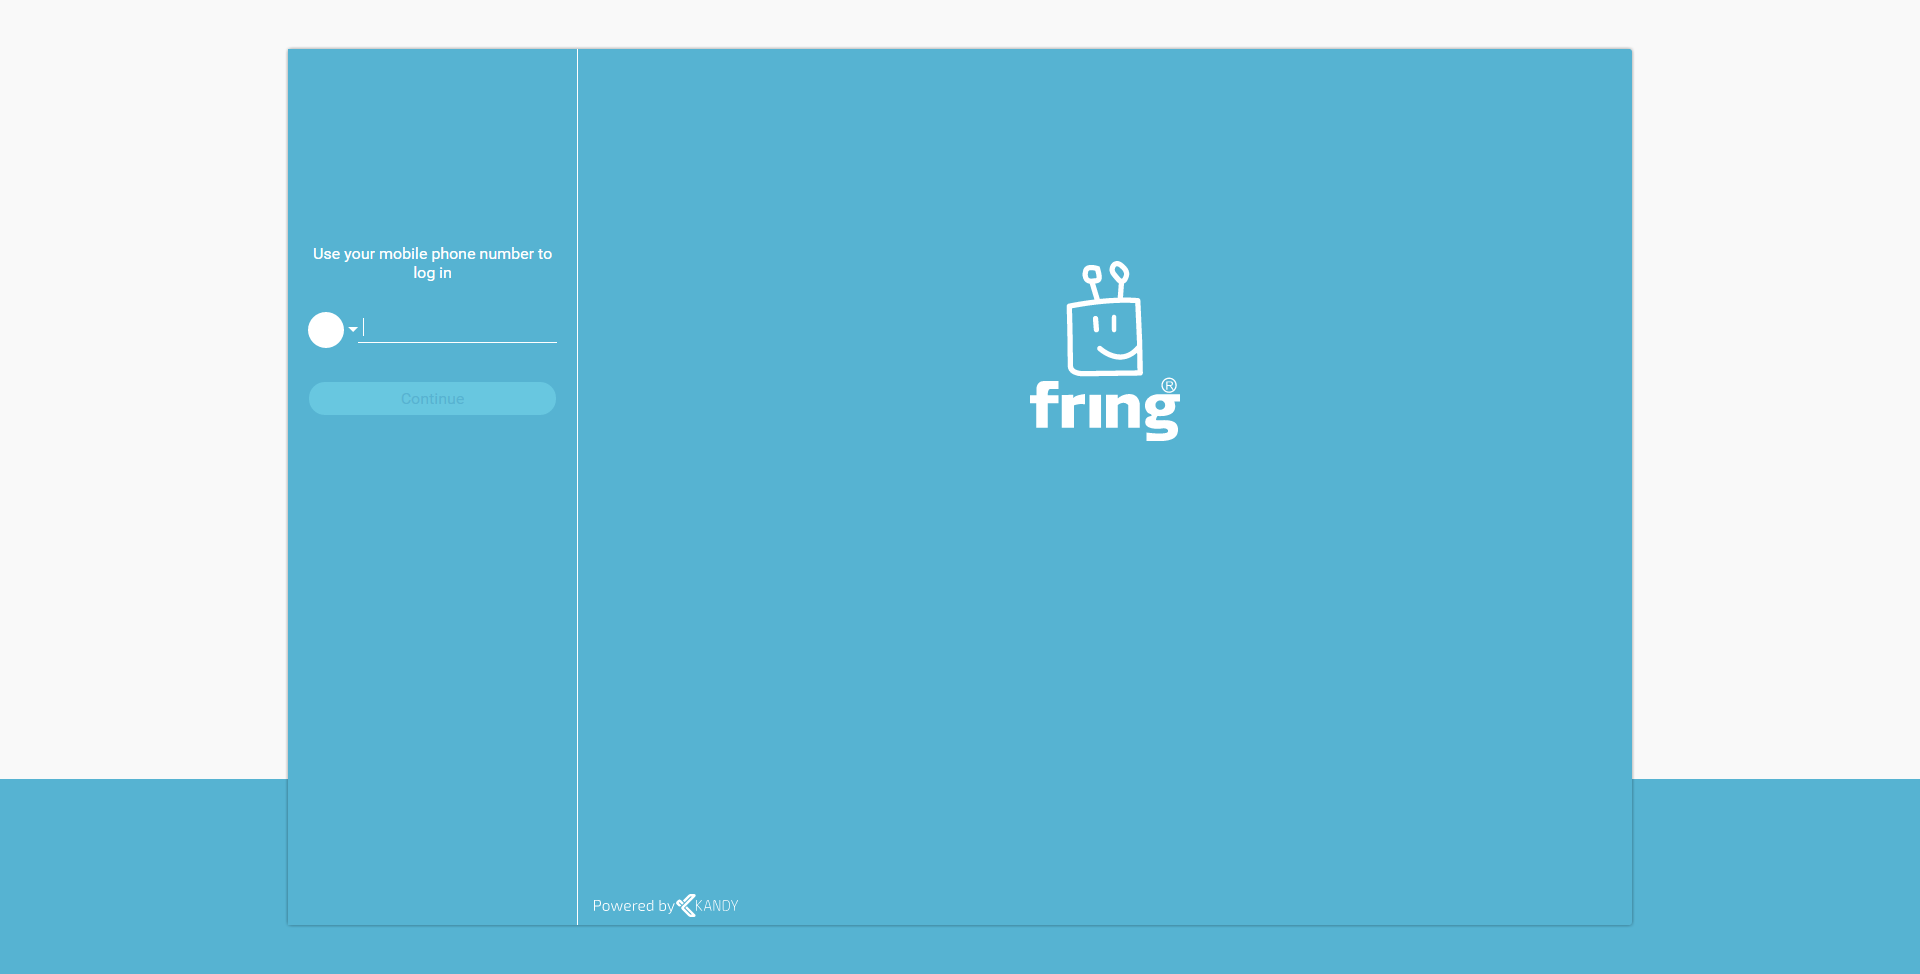 Use your mobile phone number to
log in
Continue
fring®
Powered by KANDY